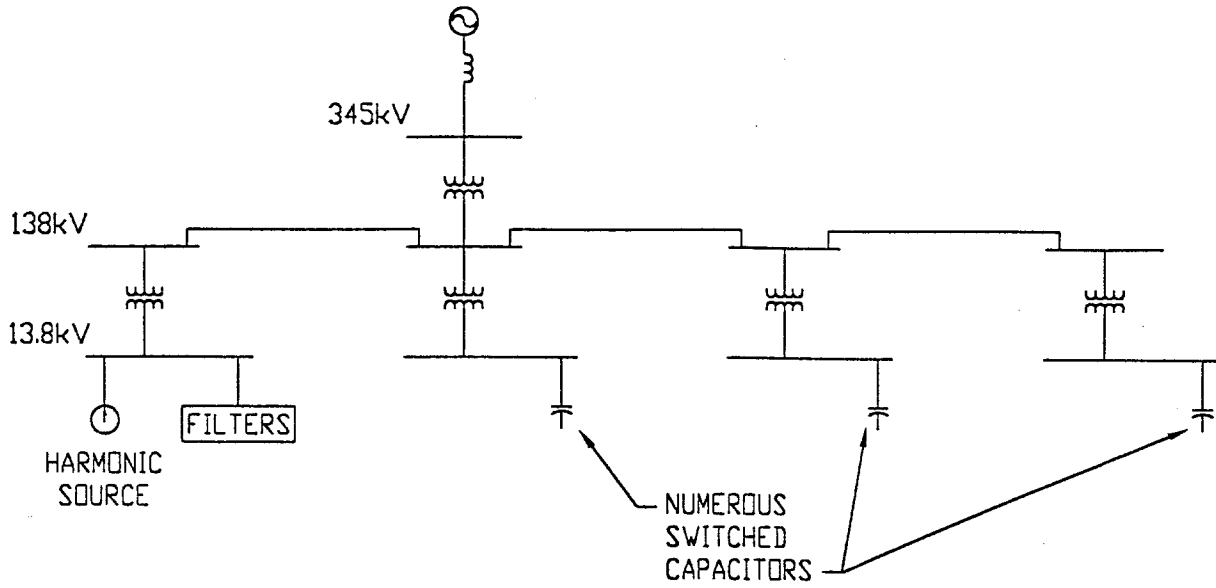 345kV
138kV
13.8kV
FILTERS
HARMONIC
SOURCE
NUMEROUS
SWITCHED
CAPACITORS